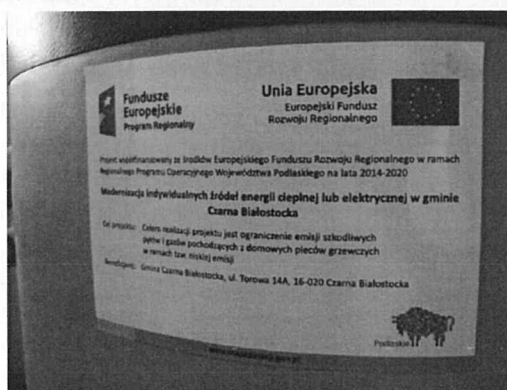 Fundusze
Europejskie
Program Regionalny
Unia Europejska
Europejski Fundusz
Rozwoju Regionalnego
Projekt współfinansowany ze środków Europejskiego Funduszu Rozwoju Regionalnego w ramach
Regionalnego Programu Operacyjnego Województwa Podlaskiego na lata 2014-2020
Modernizacja indywidualnych źródeł energii cieplnej lub elektrycznej w gminie
Czarna Białostocka
Cel projektu: Celem realizacji projektu jest ograniczenie emisji szkodliwych
pyłów i gazów pochodzących z domowych pieców grzewczych
w ramach tzw. niskiej emisji
Beneficjent: Gmina Czarna Białostocka, ul. Torowa 14A, 16-020 Czarna Białostocka
Podlaskie